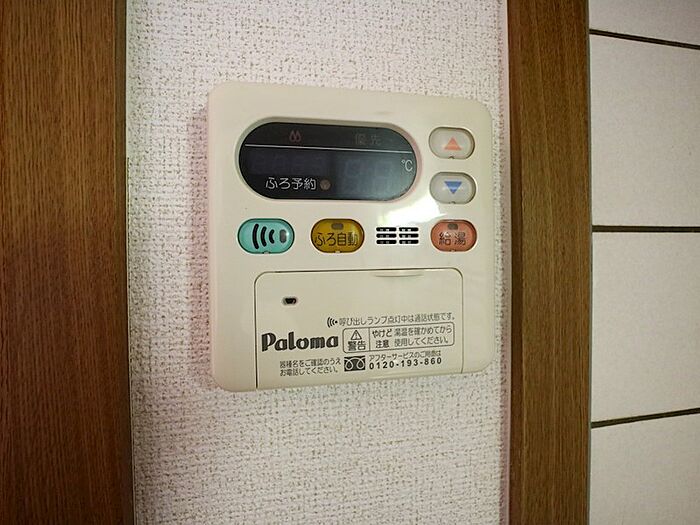 優先
℃
ふろ予約
ふろ自動
給湯
呼び出しランプ点灯中は通話状態です。
Paloma
警告
やけど注意
湯温を確かめてから使用してください。
器種名をご確認のうえ
お電話してください。
アフターサービスのご用命は
0120-193-860